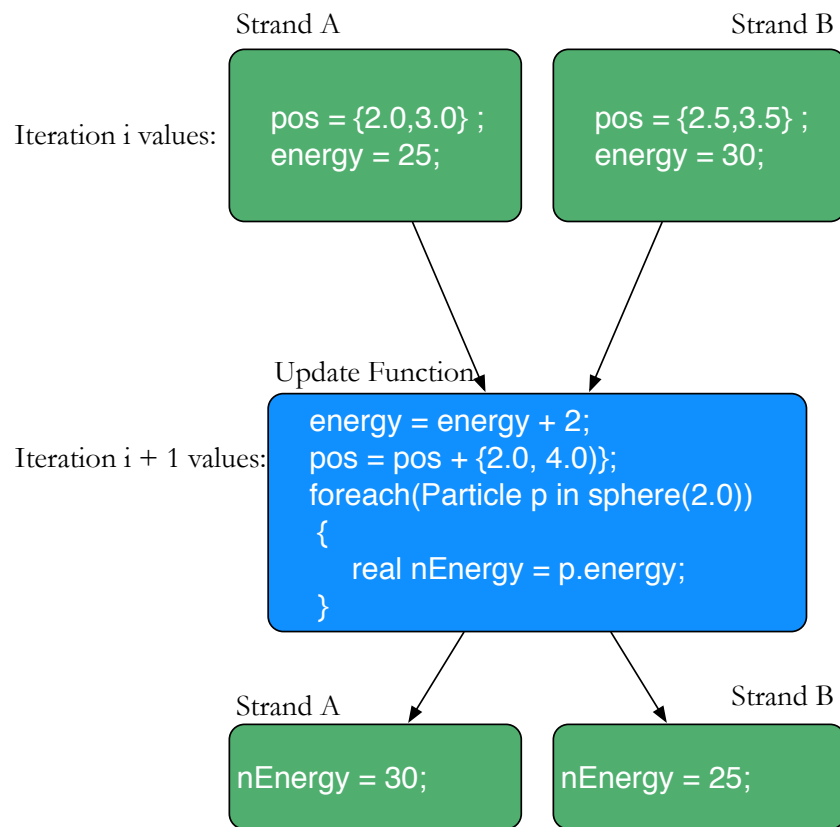 Strand A
Strand B
Iteration i values:
pos = {2.0,3.0} ;
energy = 25;
pos = {2.5,3.5} ;
energy = 30;
Update Function
Iteration i + 1 values:
energy = energy + 2;
pos = pos + {2.0, 4.0)};
foreach(Particle p in sphere(2.0))
{
real nEnergy = p.energy;
}
Strand A
Strand B
nEnergy = 30;
nEnergy = 25;